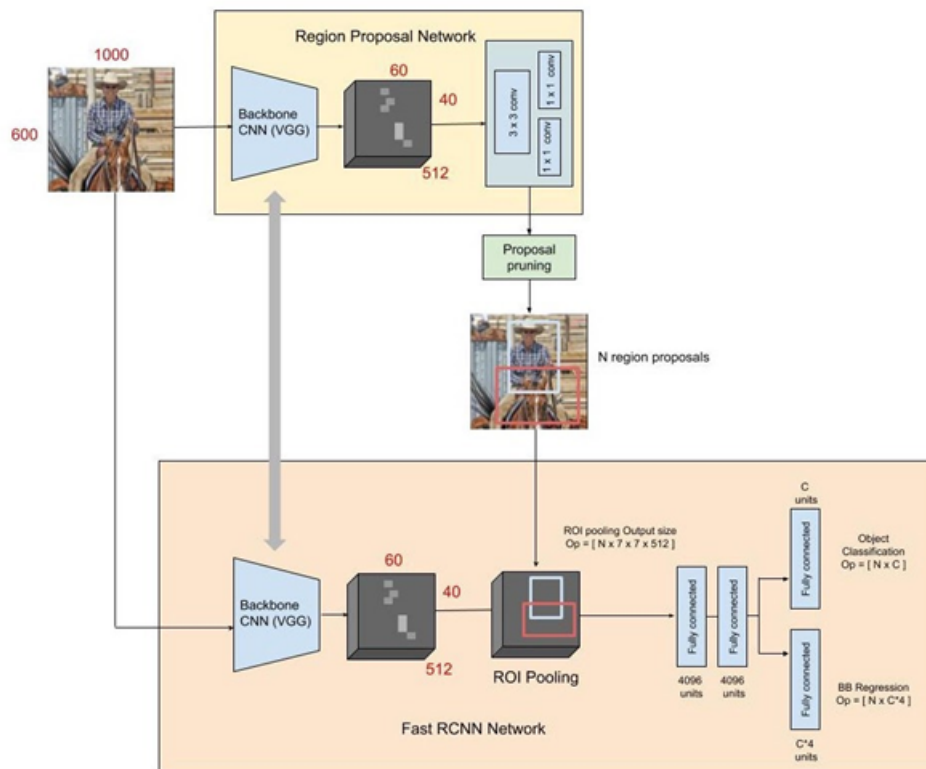 Region Proposal Network
1000
600
Backbone
CNN (VGG)
60
40
512
3 x 3 conv
1 x 1 conv
1 x 1 conv
Proposal
pruning
N region proposals
ROI pooling Output size
Op = [ N x 7 x 7 x 512 ]
Backbone
CNN (VGG)
60
40
512
ROI Pooling
Fully connected
4096
units
Fully connected
4096
units
C
units
Fully connected
Object
Classification
Op = [ N x C ]
Fully connected
C*4
units
BB Regression
Op = [ N x C*4 ]
Fast RCNN Network